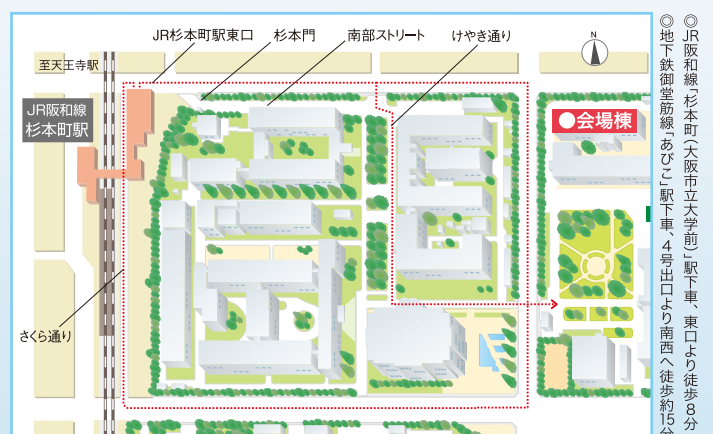 JR杉本町駅東口
杉本門
南部ストリート
けやき通り
N
至天王寺駅
JR阪和線
杉本町駅
●会場棟
さくら通り
◎JR阪和線「杉本町(大阪市立大学前)」駅下車、東口より徒歩8分
◎地下鉄御堂筋線「あびこ」駅下車、4号出口より南西へ徒歩約15分